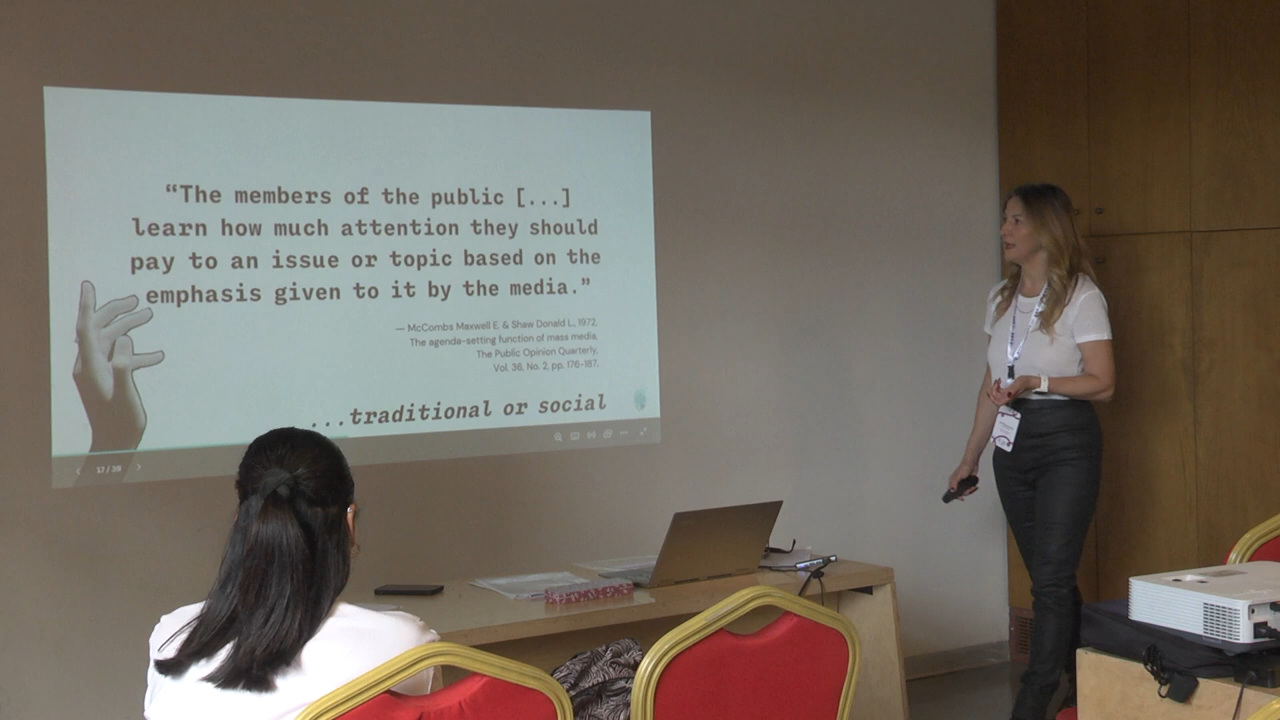 “The members of the public [...]
learn how much attention they should
pay to an issue or topic based on the
emphasis given to it by the media.”
— McCombs Maxwell E. & Shaw Donald L., 1972.
The agenda-setting function of mass media,
The Public Opinion Quarterly,
Vol. 36, No. 2, pp. 176-187.
...traditional or social
17 / 39